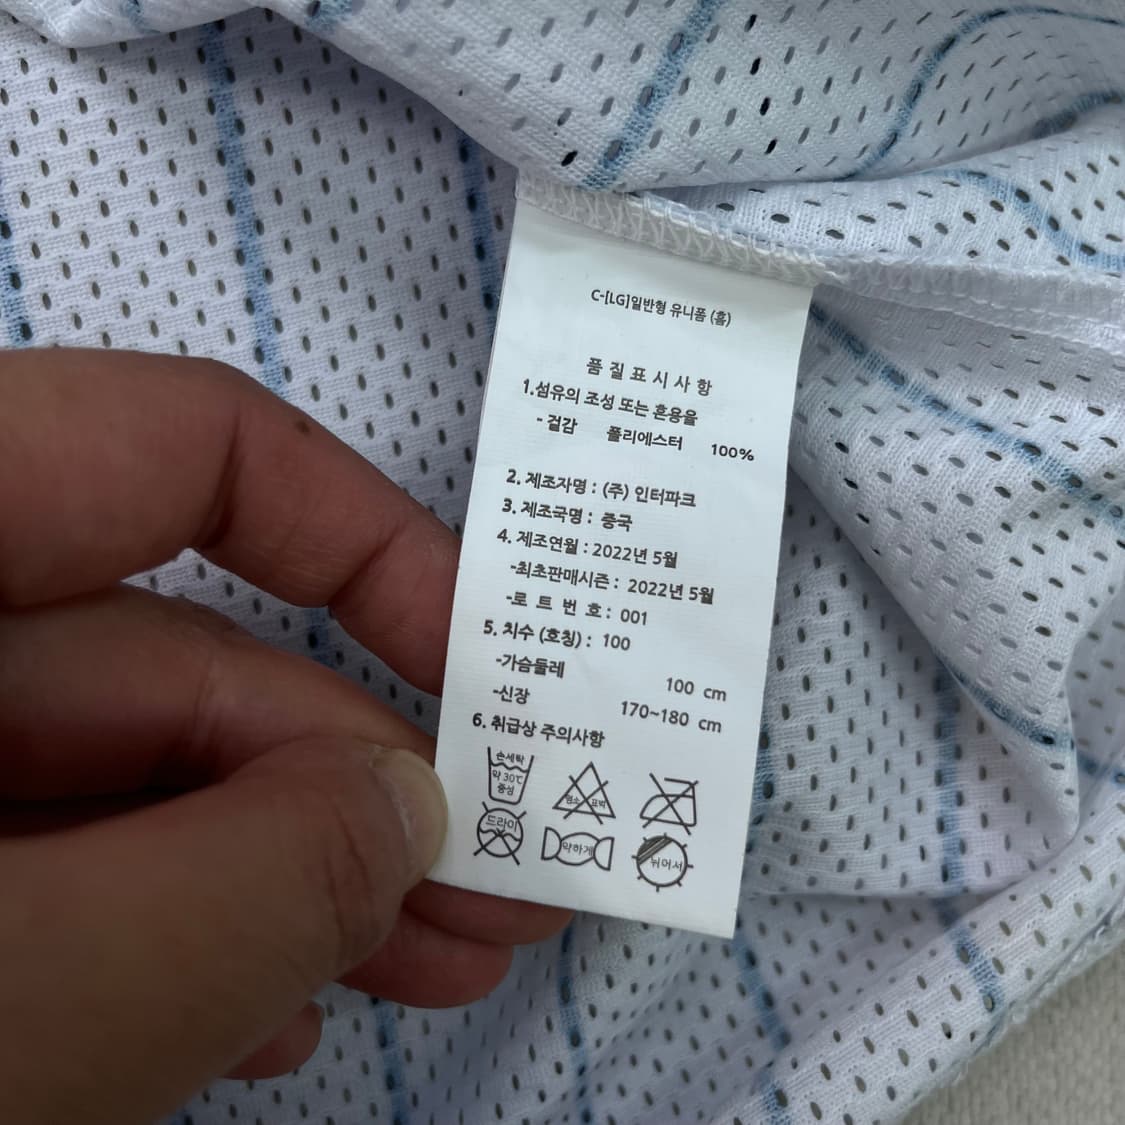 C-[LG]일반형 유니폼 (홈)
품 질 표 시 사 항
1.섬유의 조성 또는 혼용율
- 겉감 폴리에스터 100%
2. 제조자명 : (주) 인터파크
3. 제조국명 : 중국
4. 제조연월 : 2022년 5월
-최초판매시즌 : 2022년 5월
-로 트 번 호 : 001
5. 치수 (호칭) : 100
-가슴둘레 100 cm
-신장 170~180 cm
6. 취급상 주의사항
손세탁
약 30℃
중성
염소 표백
드라이
약하게
뉘어서